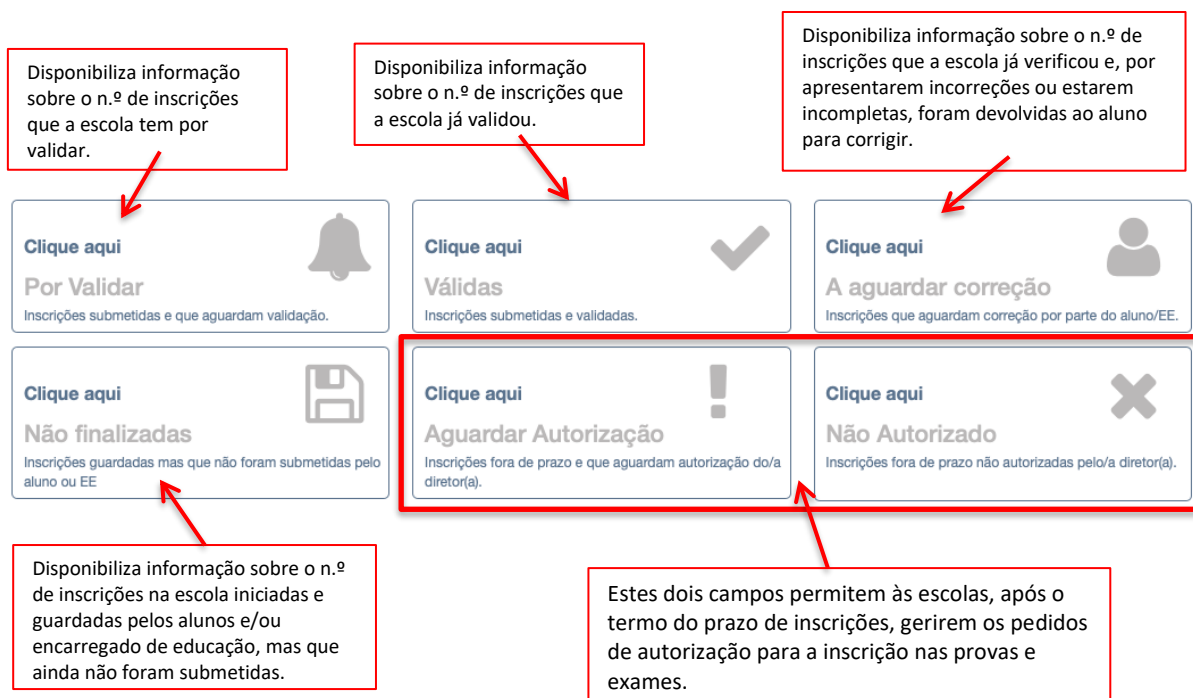 Disponibiliza informação
sobre o n.º de inscrições
que a escola tem por
validar.
Disponibiliza informação
sobre o n.º de inscrições que
a escola já validou.
Disponibiliza informação sobre o n.º de
inscrições que a escola já verificou e, por
apresentarem incorreções ou estarem
incompletas, foram devolvidas ao aluno
para corrigir.
Clique aqui
Por Validar
Inscrições submetidas e que aguardam validação.
Clique aqui
Válidas
Inscrições submetidas e validadas.
Clique aqui
A aguardar correção
Inscrições que aguardam correção por parte do aluno/EE.
Clique aqui
Não finalizadas
Inscrições guardadas mas que não foram submetidas pelo
aluno ou EE
Clique aqui
Aguardar Autorização
Inscrições fora de prazo e que aguardam autorização do/a
diretor(a).
Clique aqui
Não Autorizado
Inscrições fora de prazo não autorizadas pelo/a diretor(a).
Disponibiliza informação sobre o n.º
de inscrições na escola iniciadas e
guardadas pelos alunos e/ou
encarregado de educação, mas que
ainda não foram submetidas.
Estes dois campos permitem às escolas, após o
termo do prazo de inscrições, gerirem os pedidos
de autorização para a inscrição nas provas e
exames.